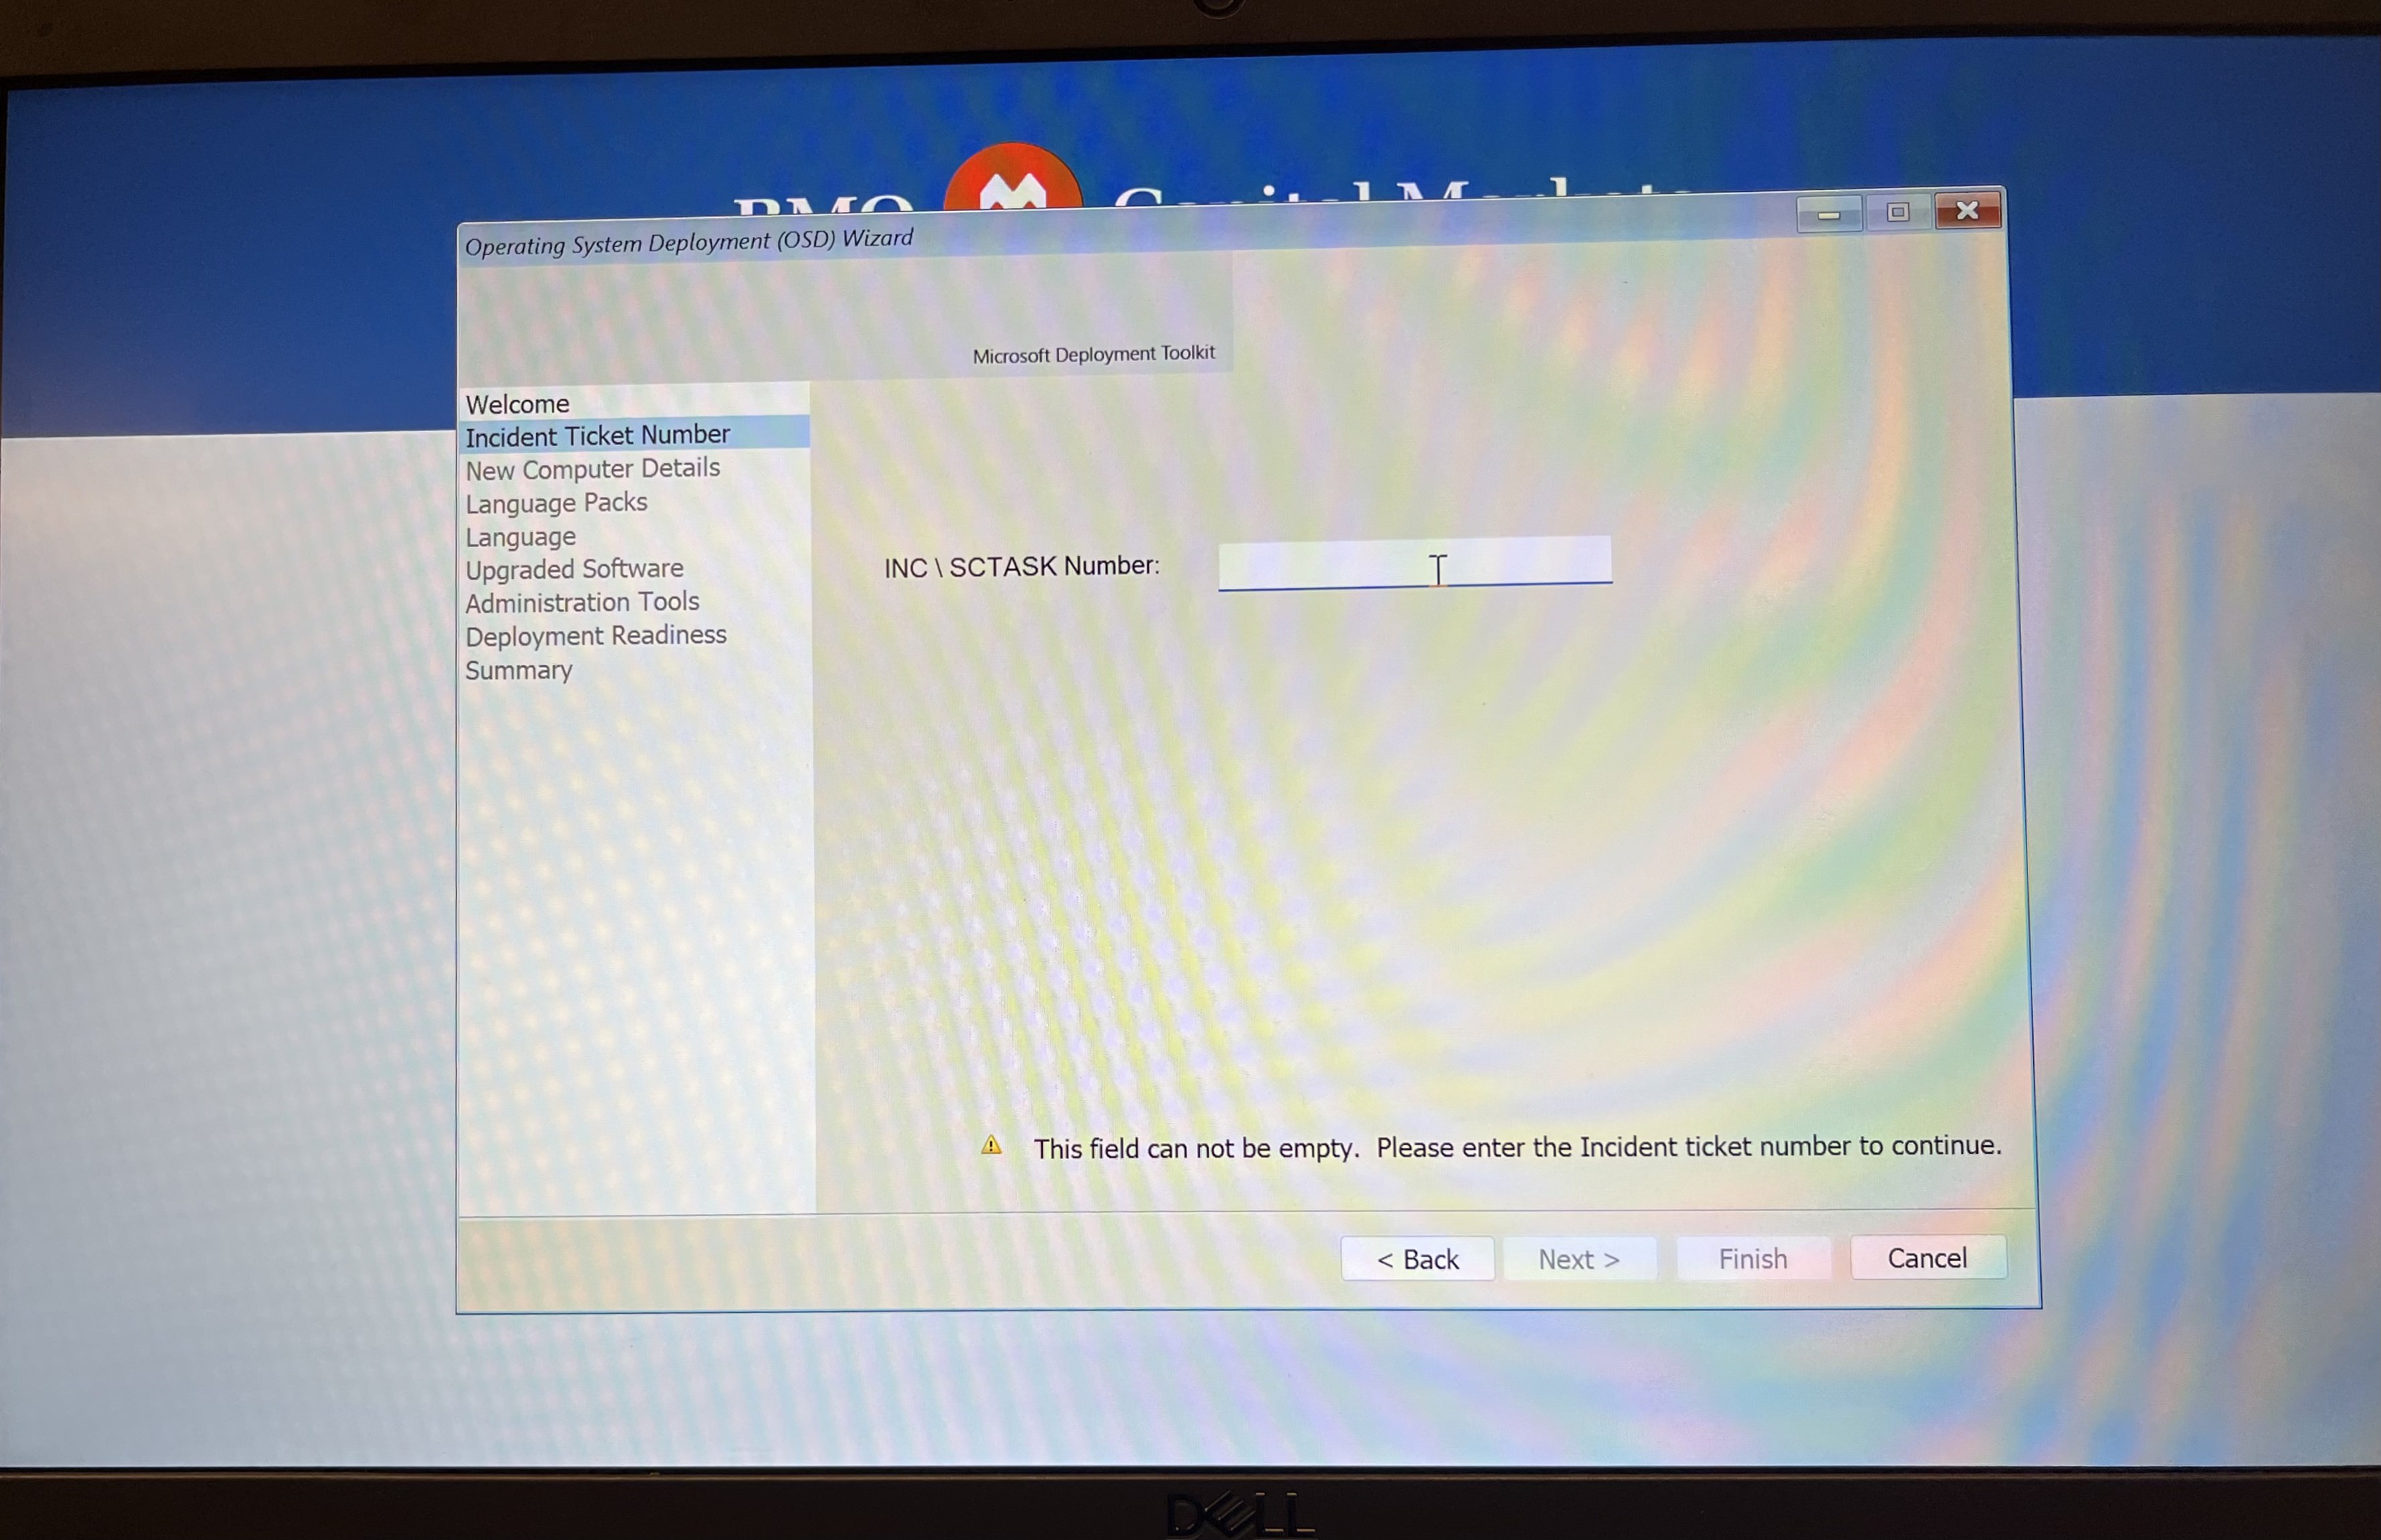 BMO Capital Markets
Operating System Deployment (OSD) Wizard
Microsoft Deployment Toolkit
Welcome
Incident Ticket Number
New Computer Details
Language Packs
Language
Upgraded Software
Administration Tools
Deployment Readiness
Summary
INC \ SCTASK Number:
This field can not be empty.  Please enter the Incident ticket number to continue.
< Back
Next >
Finish
Cancel
DELL